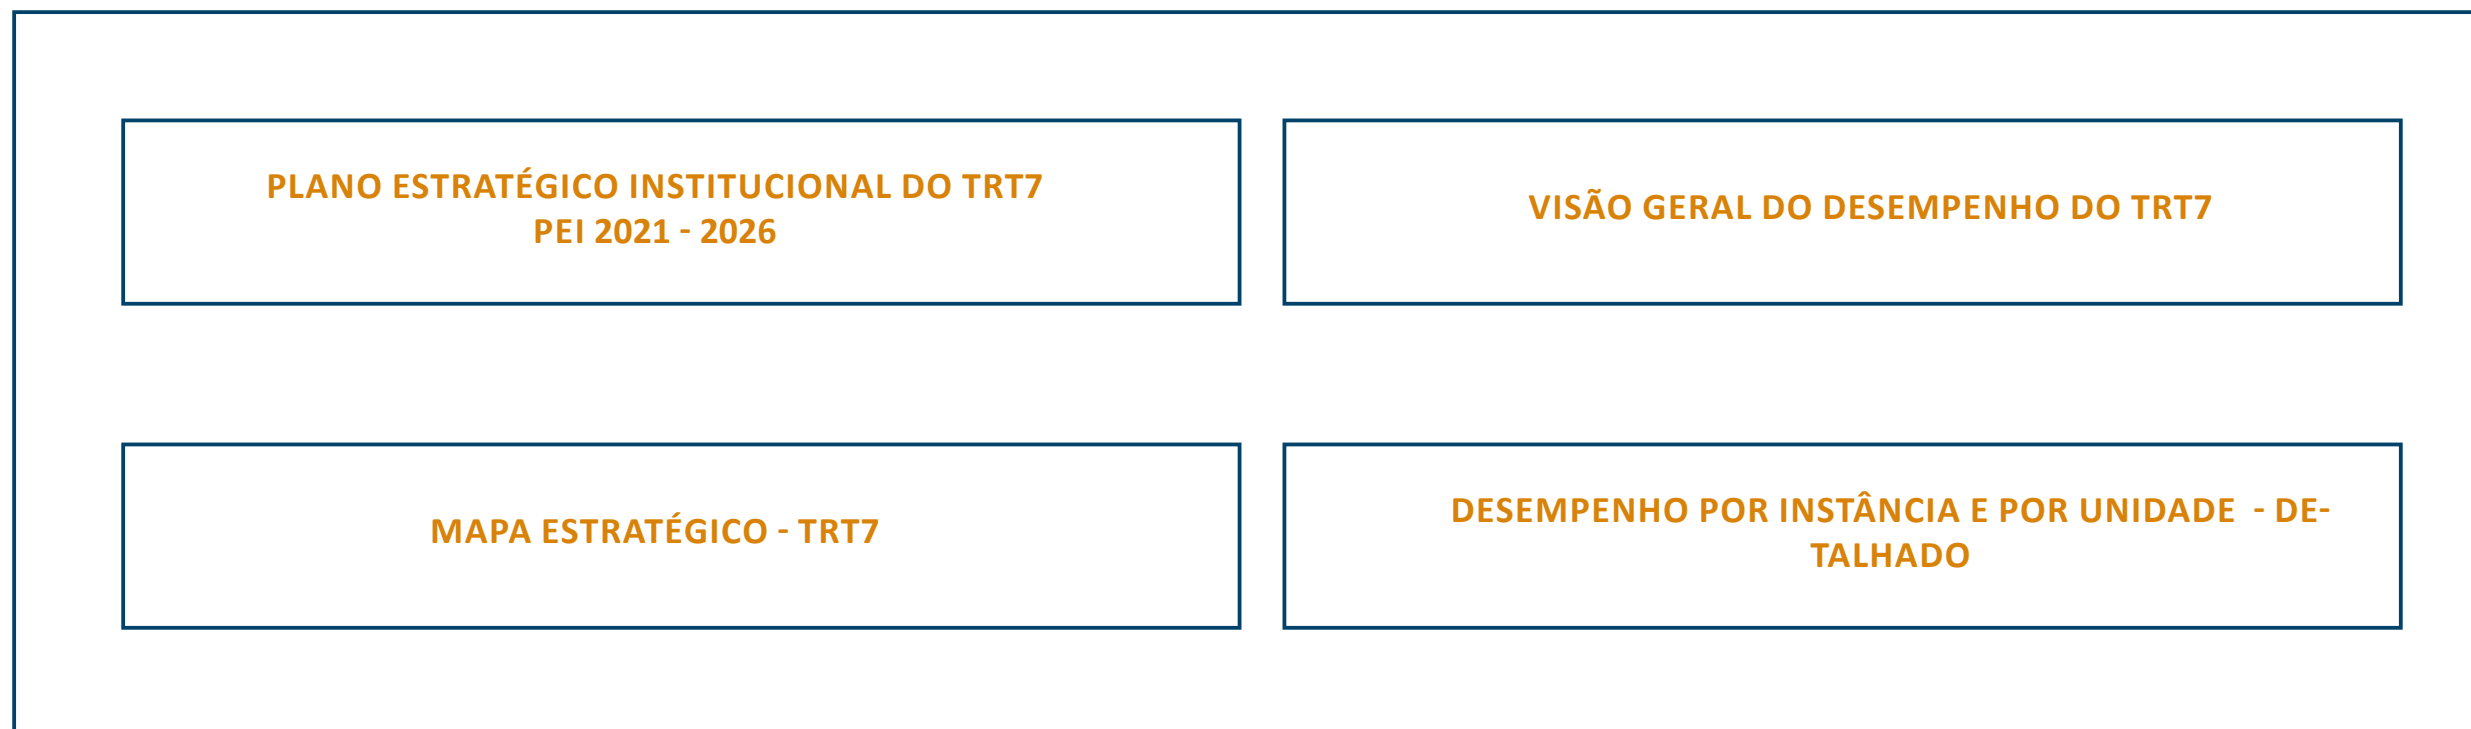 PLANO ESTRATÉGICO INSTITUCIONAL DO TRT7
PEI 2021 - 2026
VISÃO GERAL DO DESEMPENHO DO TRT7
MAPA ESTRATÉGICO - TRT7
DESEMPENHO POR INSTÂNCIA E POR UNIDADE - DE-
TALHADO